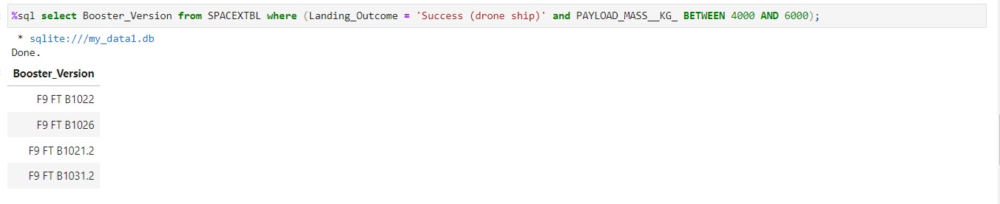 %sql select Booster_Version from SPACEXTBL where (Landing_Outcome = 'Success (drone ship)' and PAYLOAD_MASS__KG_ BETWEEN 4000 AND 6000);
* sqlite:///my_data1.db
Done.
Booster_Version
F9 FT B1022
F9 FT B1026
F9 FT B1021.2
F9 FT B1031.2